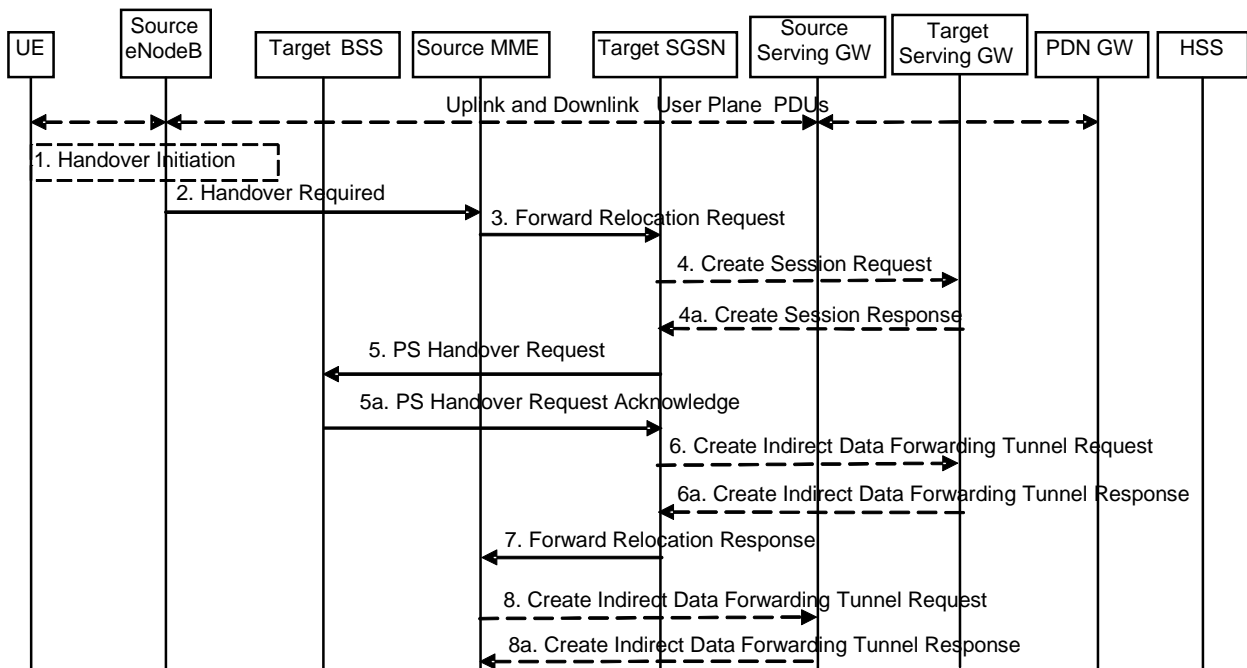 UE
Source
eNodeB
Target BSS
Source MME
Target SGSN
Source
Serving GW
Target
Serving GW
PDN GW
HSS
Uplink and Downlink User Plane PDUs
1. Handover Initiation
2. Handover Required
3. Forward Relocation Request
4. Create Session Request
4a. Create Session Response
5. PS Handover Request
5a. PS Handover Request Acknowledge
6. Create Indirect Data Forwarding Tunnel Request
6a. Create Indirect Data Forwarding Tunnel Response
7. Forward Relocation Response
8. Create Indirect Data Forwarding Tunnel Request
8a. Create Indirect Data Forwarding Tunnel Response